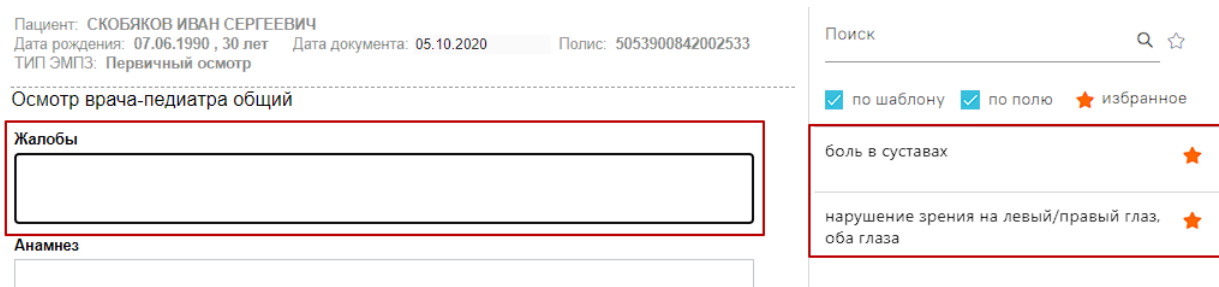 Пациент: СКОБЯКОВ ИВАН СЕРГЕЕВИЧ
Дата рождения: 07.06.1990 , 30 лет Дата документа: 05.10.2020 Полис: 5053900842002533
ТИП ЭМПЗ: Первичный осмотр
Осмотр врача-педиатра общий
Жалобы
Анамнез
Поиск
по шаблону по полю избранное
боль в суставах
нарушение зрения на левый/правый глаз,
оба глаза